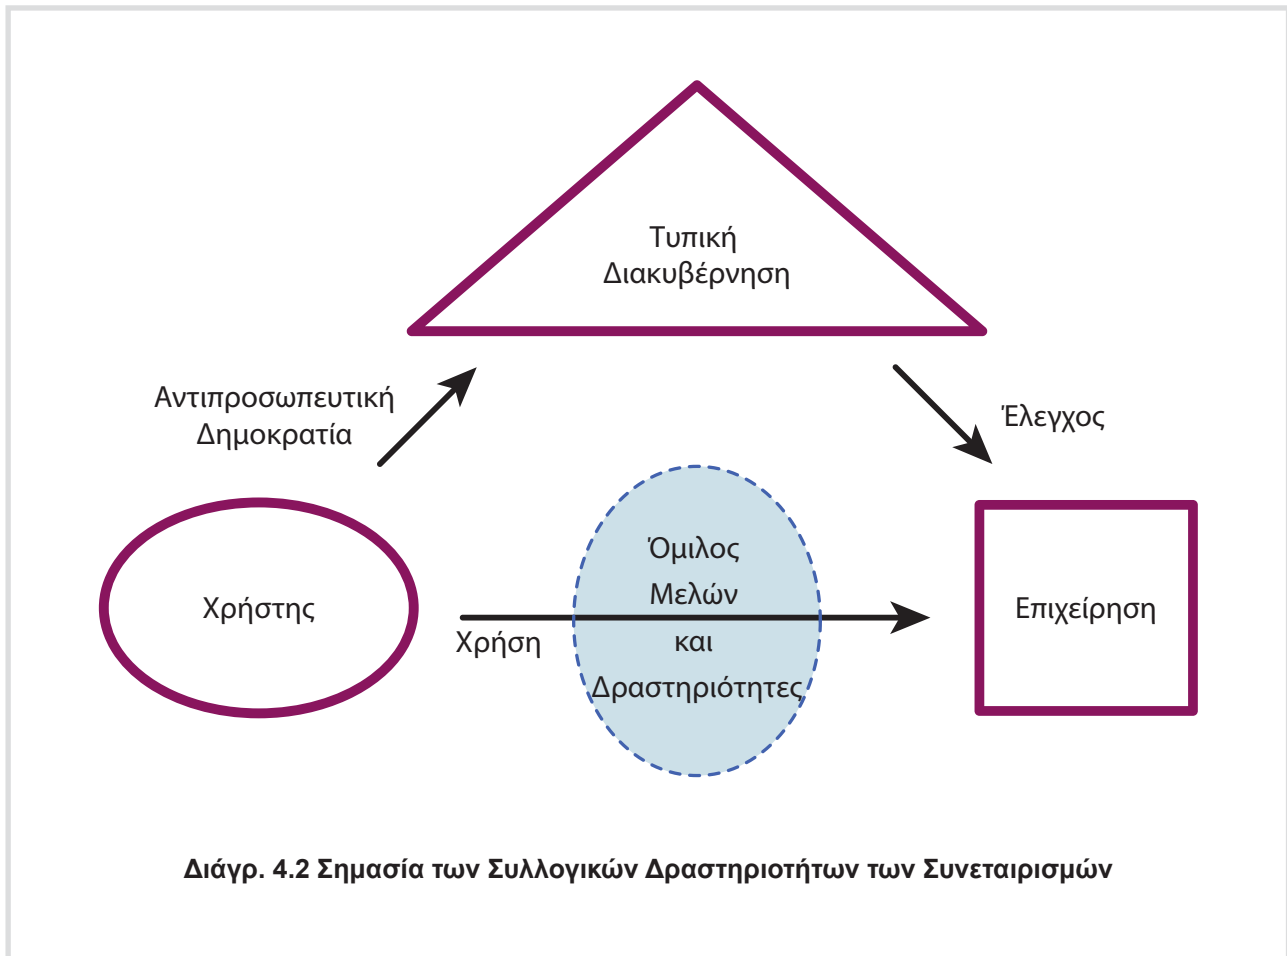 Τυπική
Διακυβέρνηση
Αντιπροσωπευτική
Δημοκρατία
Έλεγχος
Χρήστης
Χρήση
Όμιλος
Μελών
και
Δραστηριότητες
Επιχείρηση
Διάγρ. 4.2 Σημασία των Συλλογικών Δραστηριοτήτων των Συνεταιρισμών